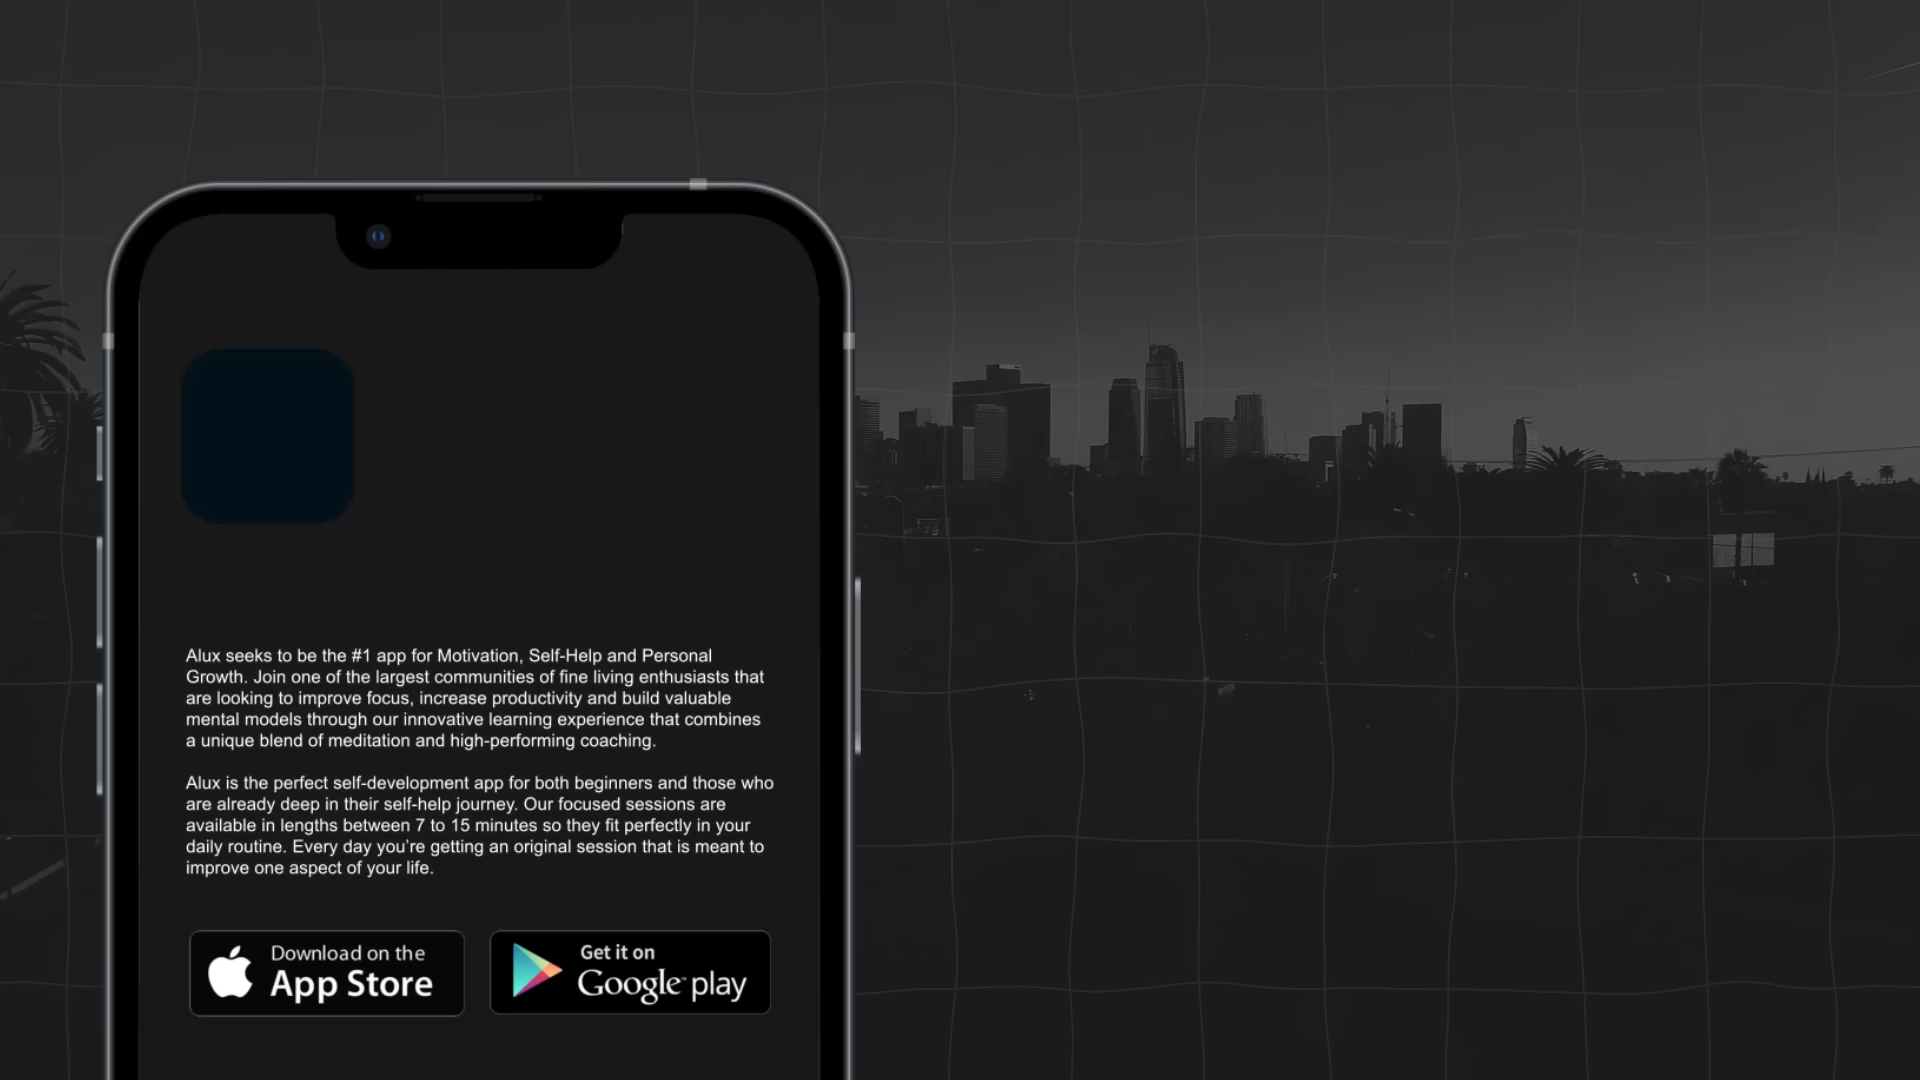 Alux seeks to be the #1 app for Motivation, Self-Help and Personal
Growth. Join one of the largest communities of fine living enthusiasts that
are looking to improve focus, increase productivity and build valuable
mental models through our innovative learning experience that combines
a unique blend of meditation and high-performing coaching.
Alux is the perfect self-development app for both beginners and those who
are already deep in their self-help journey. Our focused sessions are
available in lengths between 7 to 15 minutes so they fit perfectly in your
daily routine. Every day you’re getting an original session that is meant to
improve one aspect of your life.
Download on the
App Store
Get it on
Google play